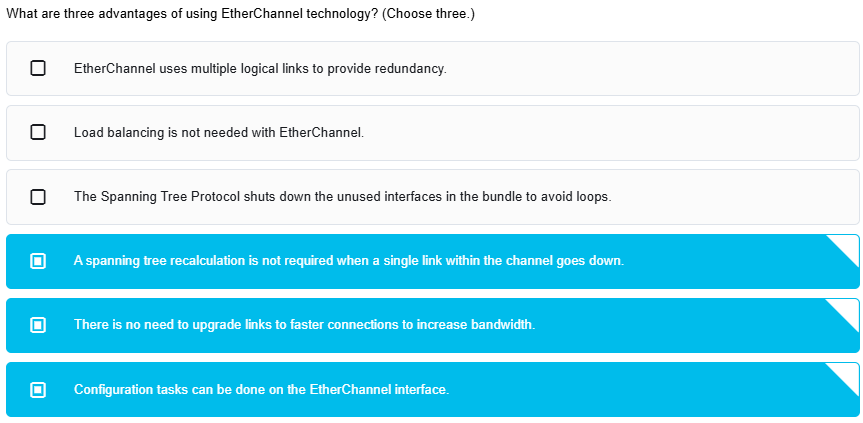 What are three advantages of using EtherChannel technology? (Choose three.)
EtherChannel uses multiple logical links to provide redundancy.
Load balancing is not needed with EtherChannel.
The Spanning Tree Protocol shuts down the unused interfaces in the bundle to avoid loops.
A spanning tree recalculation is not required when a single link within the channel goes down.
There is no need to upgrade links to faster connections to increase bandwidth.
Configuration tasks can be done on the EtherChannel interface.